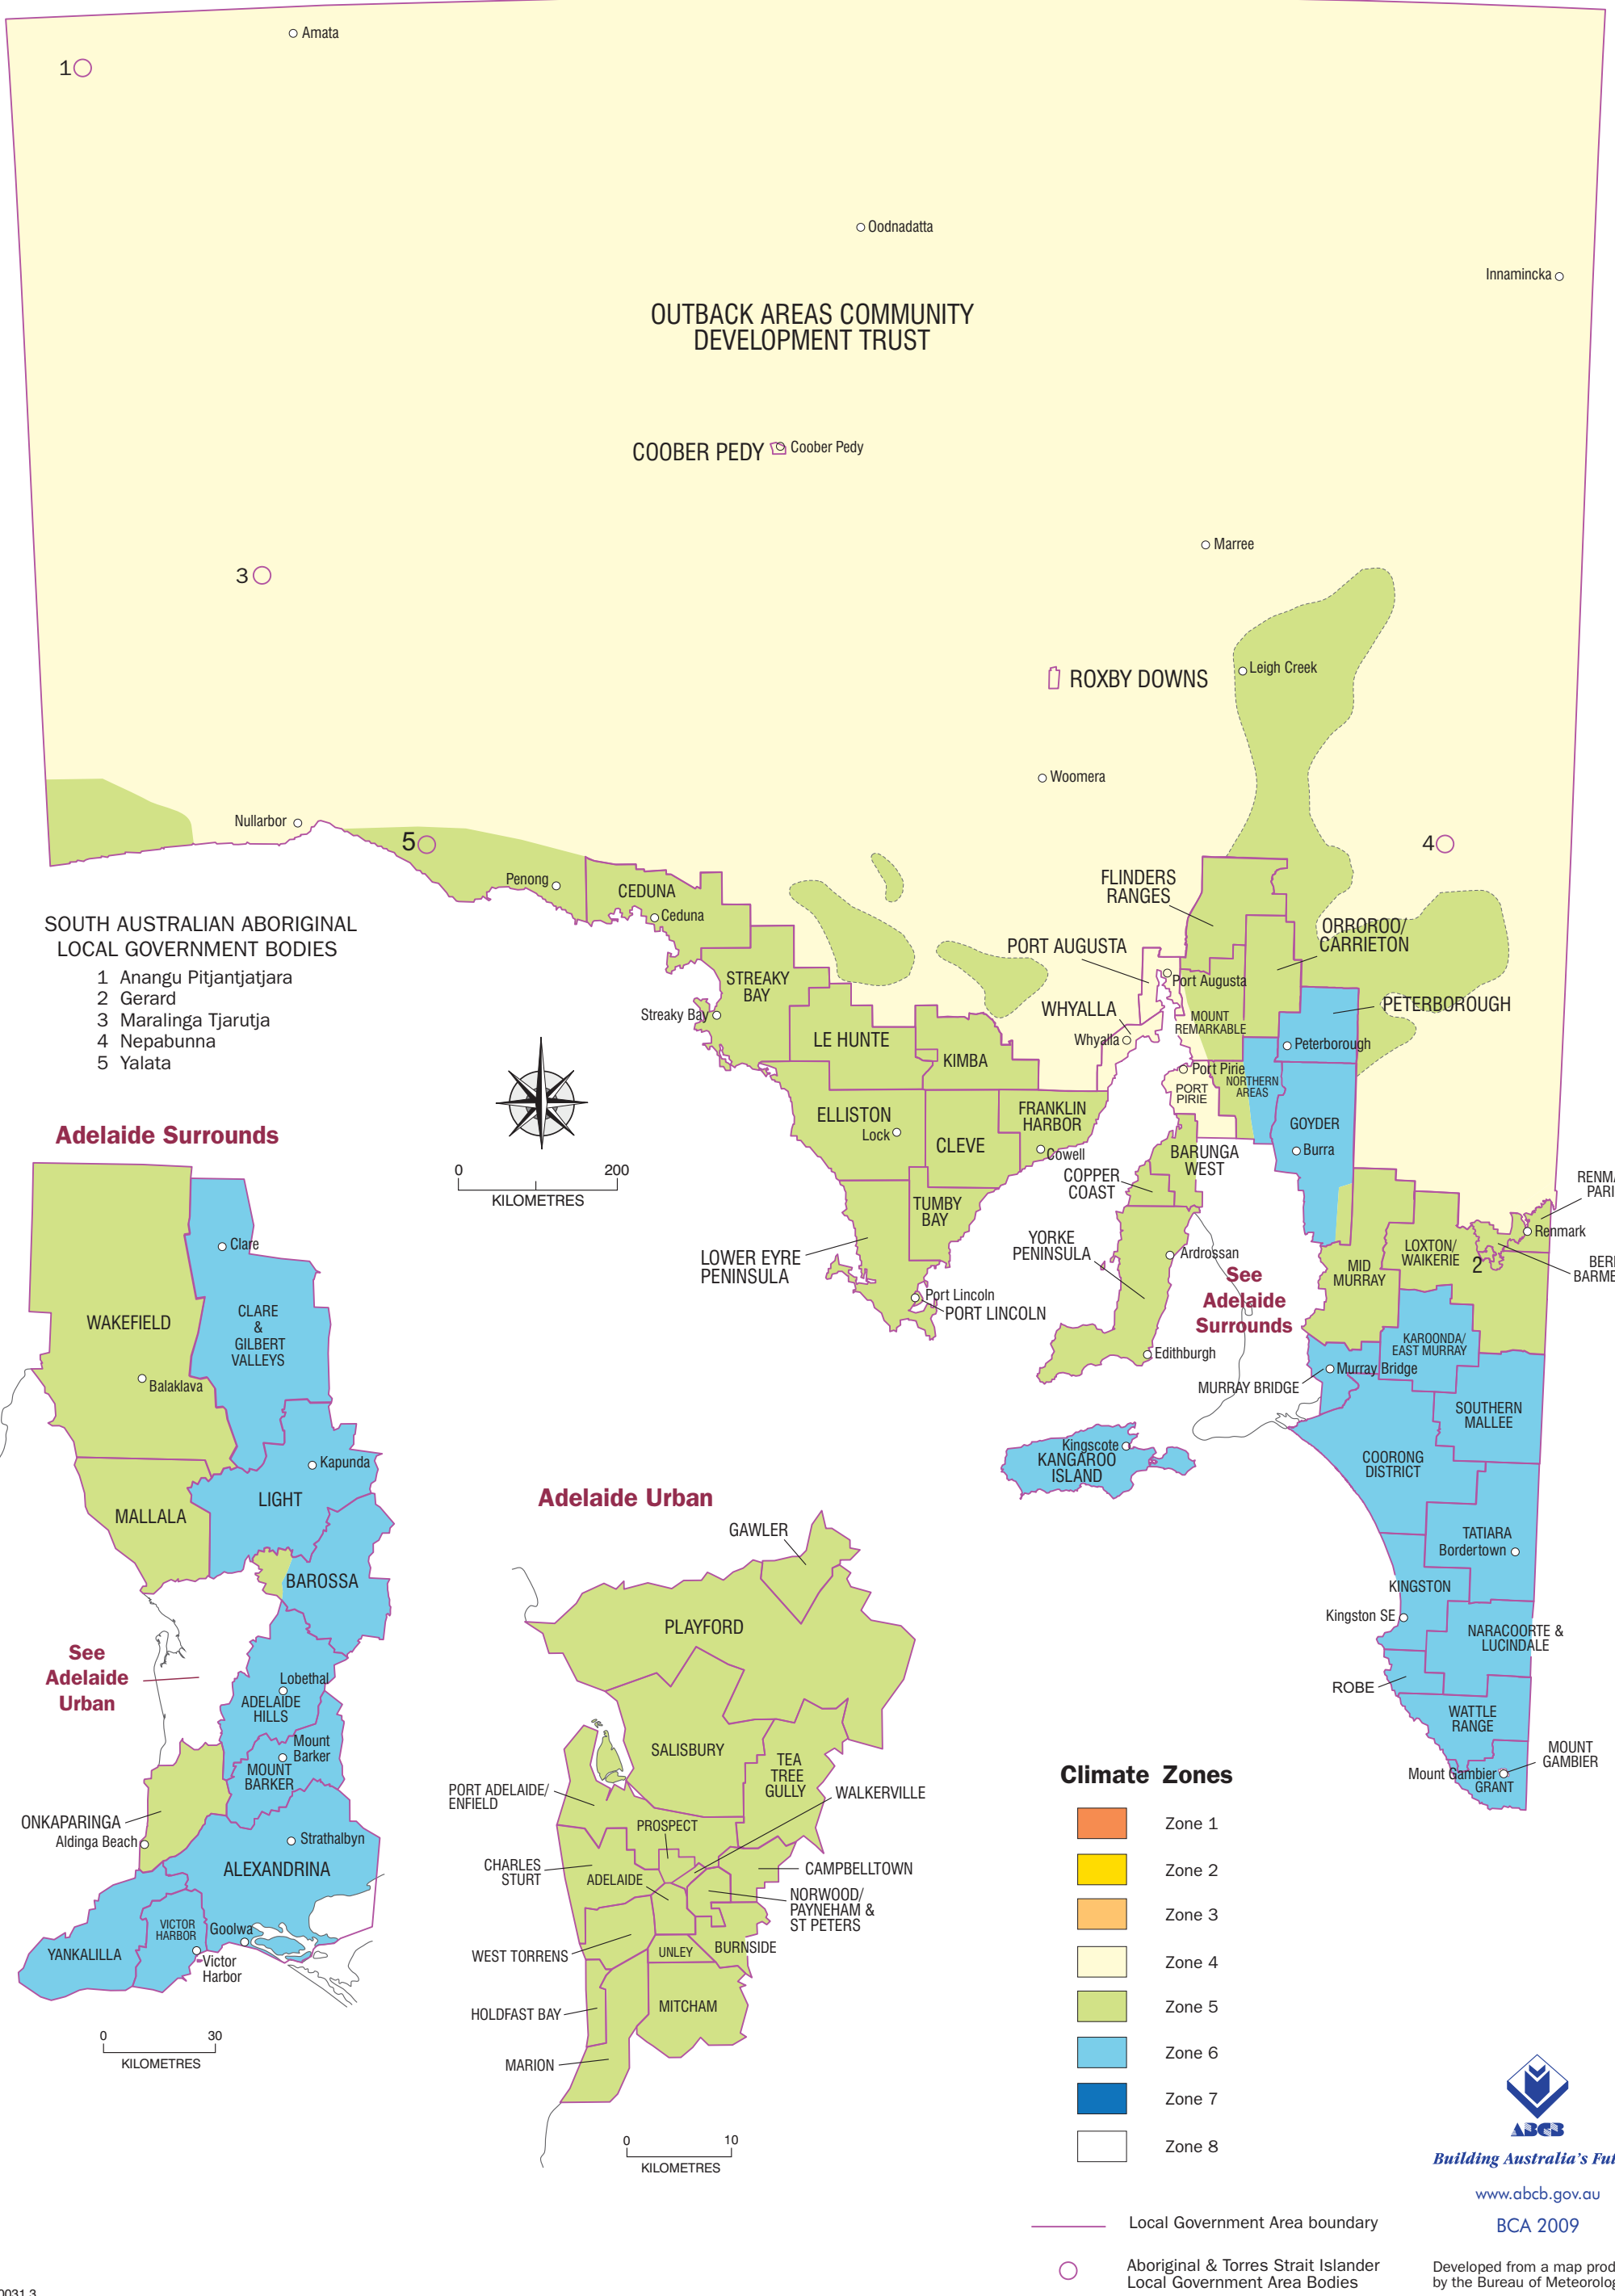 Amata
1
Oodnadatta
Innamincka
OUTBACK AREAS COMMUNITY
DEVELOPMENT TRUST
COOBER PEDY
Coober Pedy
Marree
3
Leigh Creek
ROXBY DOWNS
Woomera
Nullarbor
5
4
Penong
CEDUNA
Ceduna
FLINDERS
RANGES
ORROROO/
CARRIETON
PORT AUGUSTA
Port Augusta
STREAKY
BAY
Streaky Bay
WHYALLA
Whyalla
MOUNT
REMARKABLE
PETERBOROUGH
Peterborough
LE HUNTE
KIMBA
Port Pirie
PORT
PIRIE
NORTHERN
AREAS
GOYDER
Burra
ELLISTON
Lock
CLEVE
FRANKLIN
HARBOR
Cowell
BARUNGA
WEST
COPPER
COAST
TUMBY
BAY
YORKE
PENINSULA
Ardrossan
LOWER EYRE
PENINSULA
Port Lincoln
PORT LINCOLN
Edithburgh
See
Adelaide
Surrounds
MID
MURRAY
LOXTON/
WAIKERIE
2
Renmark
KAROONDA/
EAST MURRAY
Murray Bridge
MURRAY BRIDGE
SOUTHERN
MALLEE
COORONG
DISTRICT
Kingscote
KANGAROO
ISLAND
TATIARA
Bordertown
KINGSTON
Kingston SE
NARACOORTE &
LUCINDALE
ROBE
WATTLE
RANGE
MOUNT
GAMBIER
Mount Gambier
GRANT
SOUTH AUSTRALIAN ABORIGINAL
LOCAL GOVERNMENT BODIES
1 Anangu Pitjantjatjara
2 Gerard
3 Maralinga Tjarutja
4 Nepabunna
5 Yalata
0 200
KILOMETRES
Adelaide Surrounds
Clare
WAKEFIELD
CLARE
&
GILBERT
VALLEYS
Balaklava
Kapunda
LIGHT
MALLALA
BAROSSA
See
Adelaide
Urban
Lobethal
ADELAIDE
HILLS
Mount
Barker
MOUNT
BARKER
ONKAPARINGA
Aldinga Beach
Strathalbyn
ALEXANDRINA
VICTOR
HARBOR
Goolwa
YANKALILLA
Victor
Harbor
0 30
KILOMETRES
Adelaide Urban
GAWLER
PLAYFORD
SALISBURY
TEA
TREE
GULLY
PORT ADELAIDE/
ENFIELD
WALKERVILLE
PROSPECT
CHARLES
STURT
ADELAIDE
CAMPBELLTOWN
NORWOOD/
PAYNEHAM &
ST PETERS
WEST TORRENS
UNLEY
BURNSIDE
HOLDFAST BAY
MITCHAM
MARION
0 10
KILOMETRES
Climate Zones
Zone 1
Zone 2
Zone 3
Zone 4
Zone 5
Zone 6
Zone 7
Zone 8
ABCB
Building Australia's
www.abcb.gov.au
BCA 2009
Local Government Area boundary
Aboriginal & Torres Strait Islander
Local Government Area Bodies
Developed from a map
by the Bureau of